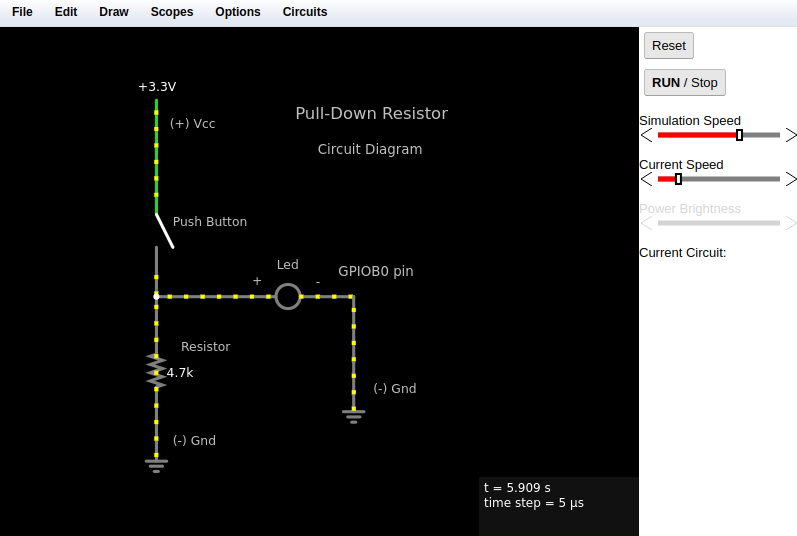 File Edit Draw Scopes Options Circuits
Reset
RUN / Stop
Simulation Speed
Current Speed
Power Brightness
Current Circuit:
+3.3V
(+) Vcc
Pull-Down Resistor
Circuit Diagram
Push Button
Led
+ -
GPIOB0 pin
Resistor
4.7k
(-) Gnd
(-) Gnd
t = 5.909 s
time step = 5 μs